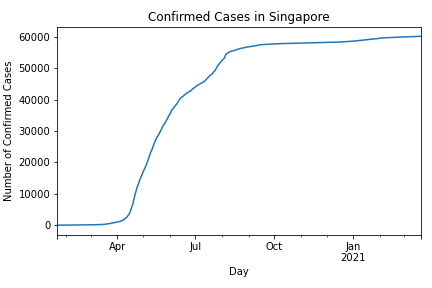 Confirmed Cases in Singapore
Number of Confirmed Cases
60000
50000
40000
30000
20000
10000
0
Apr
Jul
Oct
Jan
2021
Day